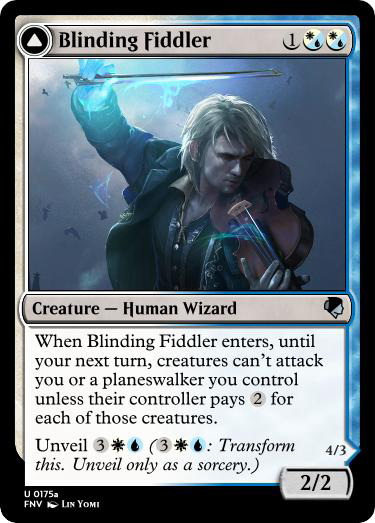 Blinding Fiddler 1
Creature — Human Wizard
When Blinding Fiddler enters, until
your next turn, creatures can't attack
you or a planeswalker you control
unless their controller pays 2 for
each of those creatures.
Unveil 3 (3 : Transform
this. Unveil only as a sorcery.)
4/3
2/2
U 0175a
FNV Lin Yomi